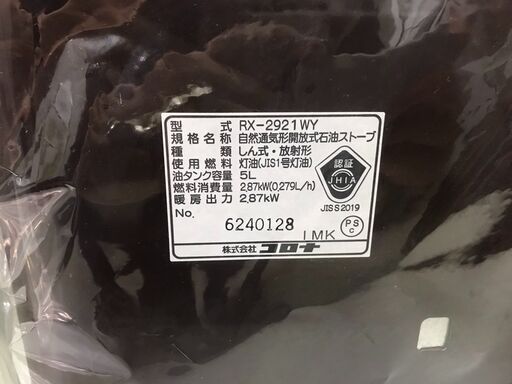 型式 RX-2921WY
規格名称 自然通気形開放式石油ストーブ
種類 しん式・放射形
使用燃料 灯油(JIS1号灯油)
油タンク容量 5L
燃料消費量 2.87kW(0.279L/h)
暖房出力 2.87kW
No. 6240128
1MK
認証
JHIA
JISS2019
PS
C
株式会社 コロナ